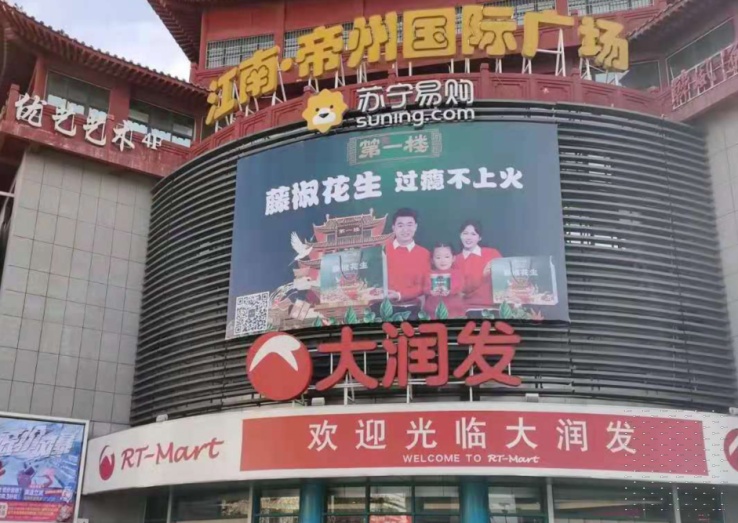 江南·帝州国际广场
苏宁易购
suning.com
第一楼
藤椒花生 过瘾不上火
大润发
RT-Mart
欢迎光临大润发
WELCOME TO RT-Mart